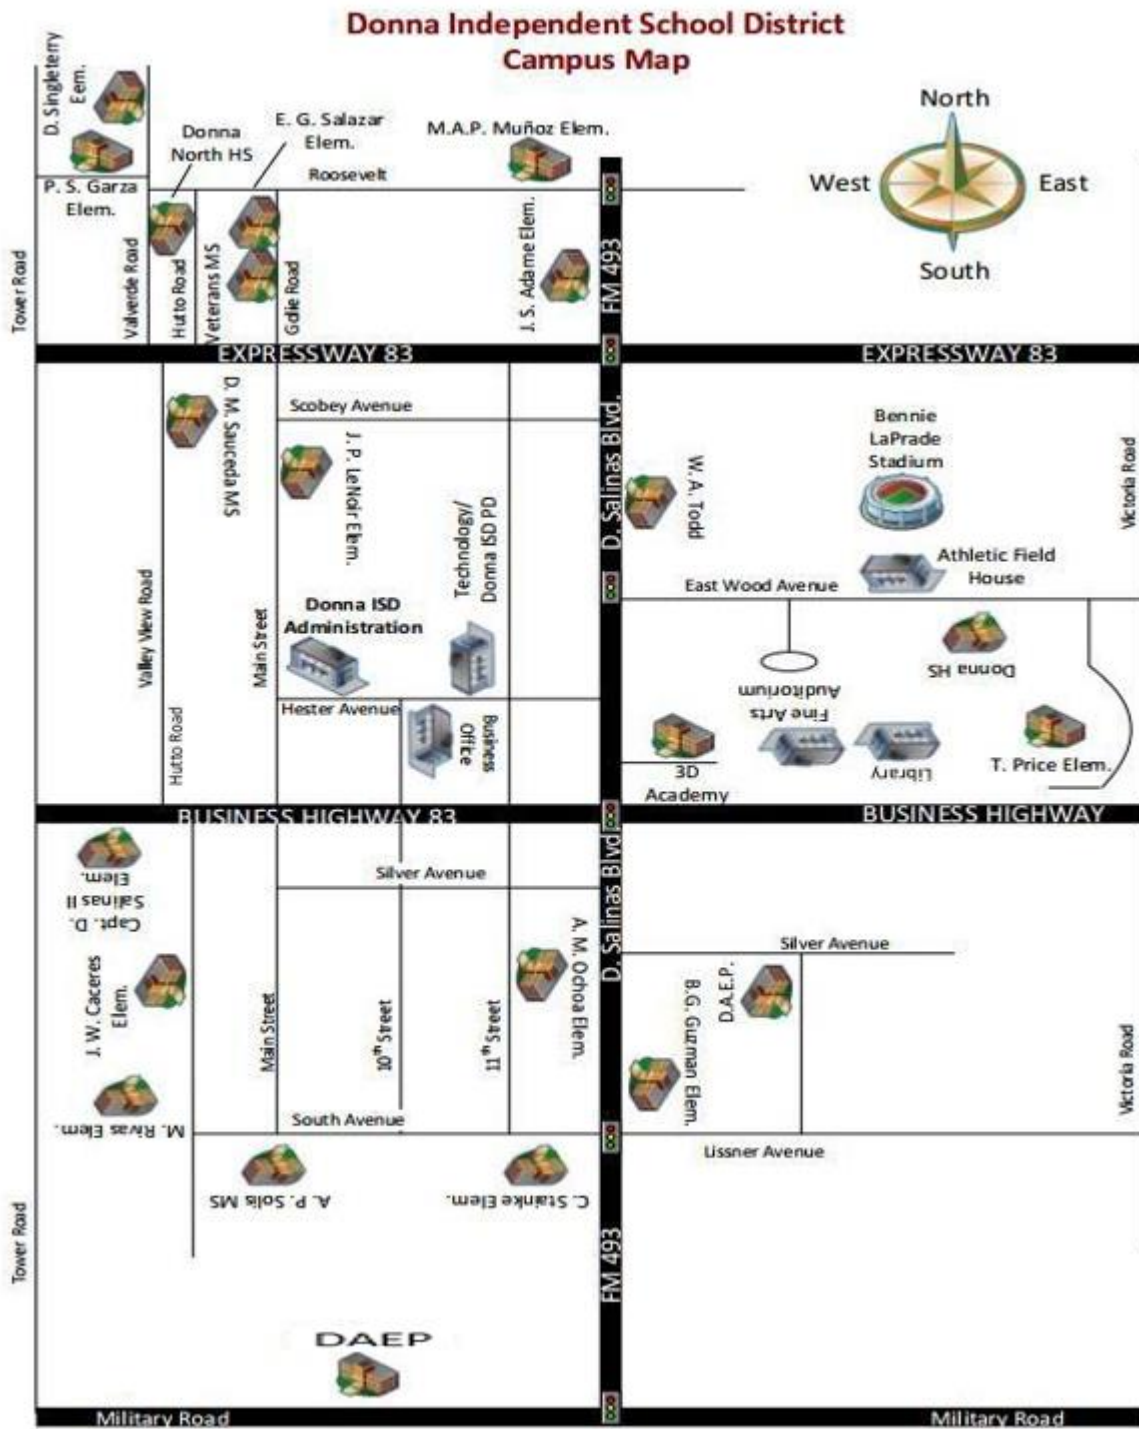 Donna Independent School District
Campus Map
D. Singleterry
Eem.
Donna
North HS
E. G. Salazar
Elem.
M.A.P. Muñoz Elem.
North
West
East
South
Roosevelt
P. S. Garza
Elem.
Tower Road
Valverde Road
Hutto Road
Veterans MS
Golie Road
J. S. Adame Elem.
FM 493
EXPRESSWAY 83
EXPRESSWAY 83
D. M. Sauceda MS
Scobey Avenue
J. P. LeNoir Elem.
Technology/
Donna ISD PD
D. Salinas Blvd.
W. A. Todd
Bennie
LaPrade
Stadium
Victoria Road
Athletic Field
House
East Wood Avenue
Valley View Road
Main Street
Donna ISD
Administration
Donna HS
Fine Arts
Auditorium
Hester Avenue
Hutto Road
Business
Office
Library
T. Price Elem.
3D
Academy
BUSINESS HIGHWAY 83
BUSINESS HIGHWAY
Capt. D.
Salinas II
Elem.
Silver Avenue
D. Salinas Blvd
A. M. Ochoa Elem.
Silver Avenue
J. W. Caceres
Elem.
Main Street
10th Street
11th Street
B.G. Guzman Elem.
D.A.E.P.
Victoria Road
M. Rivas Elem.
South Avenue
Lissner Avenue
A. P. Solis MS
C. Stainke Elem.
Tower Road
FM 493
DAEP
Military Road
Military Road